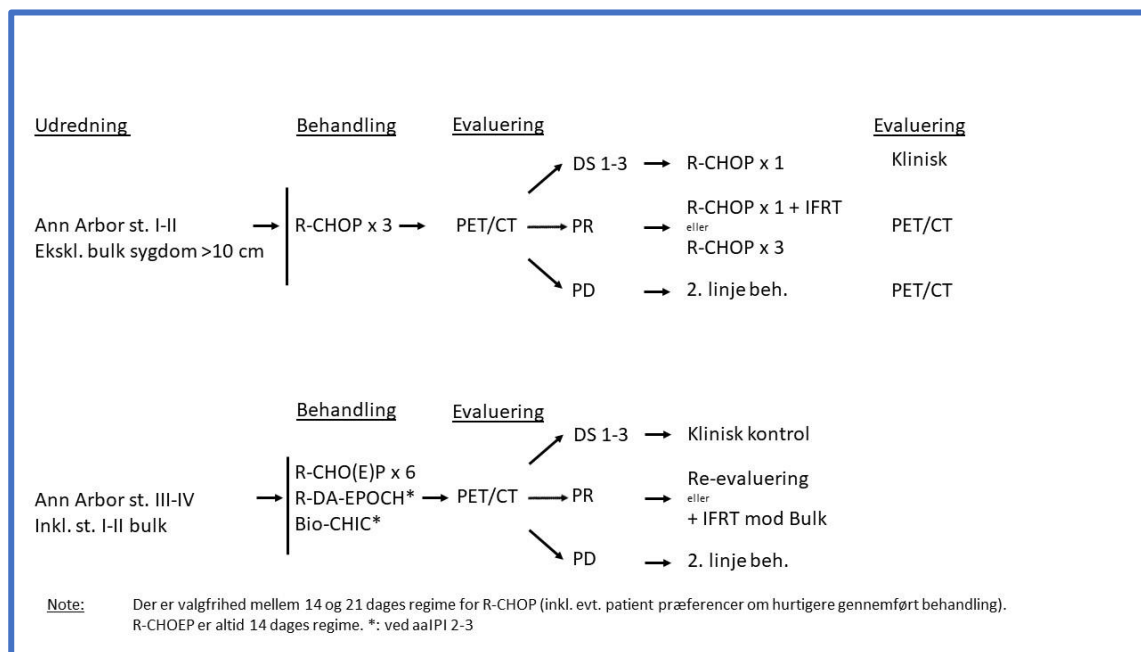 Udredning
Behandling
Evaluering
Evaluering
DS 1-3
R-CHOP x 1
Klinisk
Ann Arbor st. I-II
Ekskl. bulk sygdom >10 cm
R-CHOP x 3
PET/CT
PR
R-CHOP x 1 + IFRT
eller
R-CHOP x 3
PET/CT
PD
2. linje beh.
PET/CT
Behandling
Evaluering
DS 1-3
Klinisk kontrol
Ann Arbor st. III-IV
Inkl. st. I-II bulk
R-CHO(E)P x 6
R-DA-EPOCH*
Bio-CHIC*
PET/CT
PR
Re-evaluering
eller
+ IFRT mod Bulk
PD
2. linje beh.
Note: Der er valgfrihed mellem 14 og 21 dages regime for R-CHOP (inkl. evt. patient præferencer om hurtigere gennemført behandling).
R-CHOEP er altid 14 dages regime. *: ved aaIPI 2-3